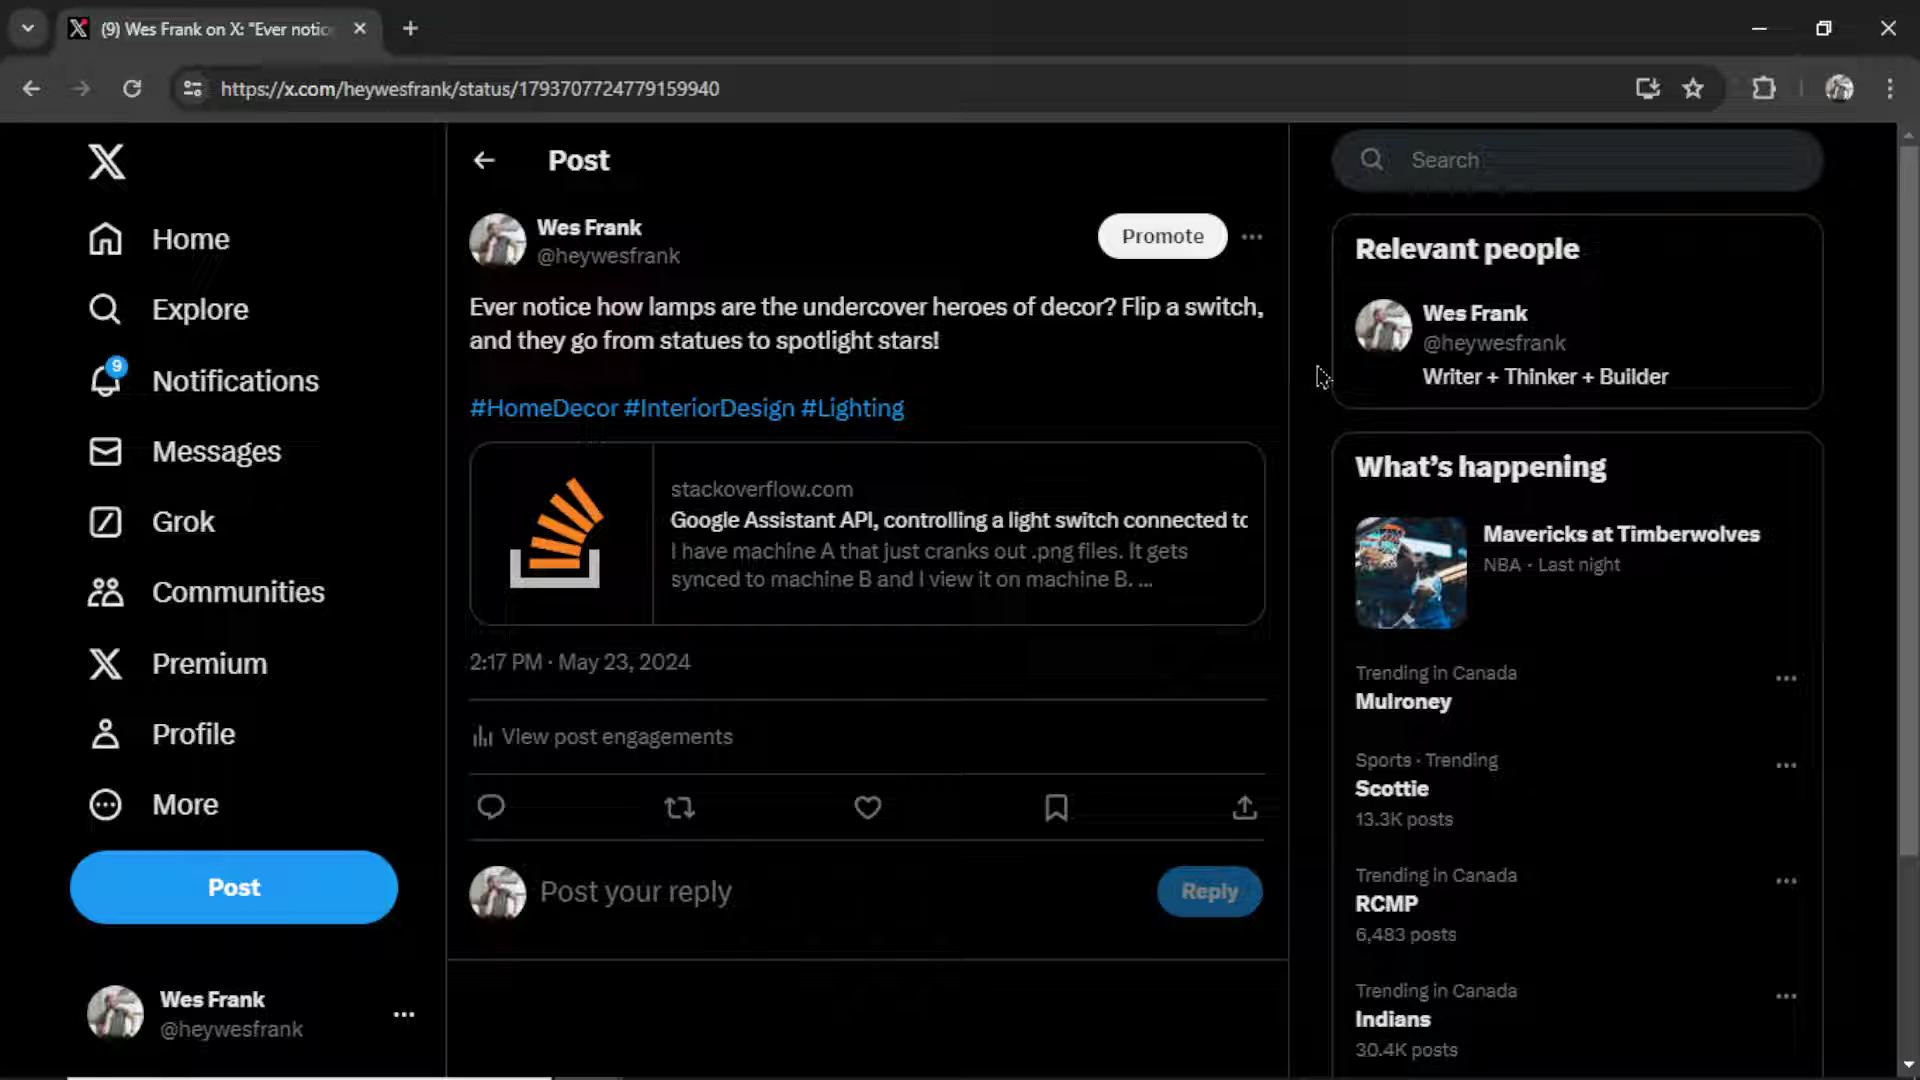 (9) Wes Frank on X: "Ever notic
https://x.com/heywesfrank/status/1793707724779159940
Home
Explore
9
Notifications
Messages
Grok
Communities
Premium
Profile
More
Post
Wes Frank
@heywesfrank
Post
Wes Frank
@heywesfrank
Promote
Ever notice how lamps are the undercover heroes of decor? Flip a switch,
and they go from statues to spotlight stars!
#HomeDecor #InteriorDesign #Lighting
stackoverflow.com
Google Assistant API, controlling a light switch connected to
I have machine A that just cranks out .png files. It gets
synced to machine B and I view it on machine B. ...
2:17 PM · May 23, 2024
View post engagements
Post your reply
Reply
Search
Relevant people
Wes Frank
@heywesfrank
Writer + Thinker + Builder
What's happening
Mavericks at Timberwolves
NBA · Last night
Trending in Canada
Mulroney
Sports · Trending
Scottie
13.3K posts
Trending in Canada
RCMP
6,483 posts
Trending in Canada
Indians
30.4K posts